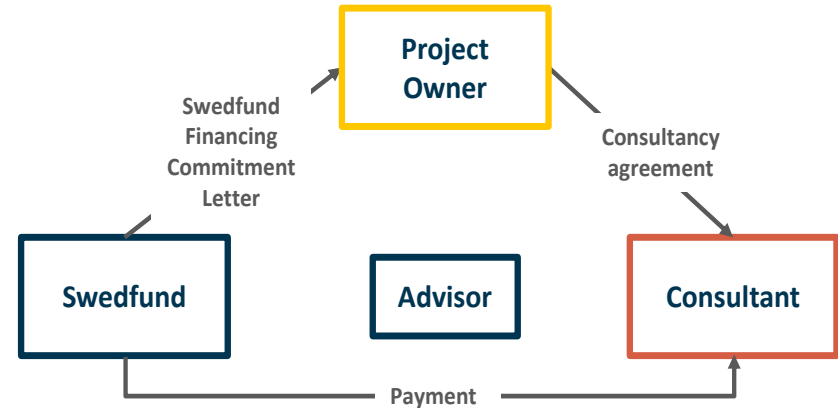 Project
Owner
Swedfund
Financing
Commitment
Letter
Consultancy
agreement
Swedfund
Advisor
Consultant
Payment